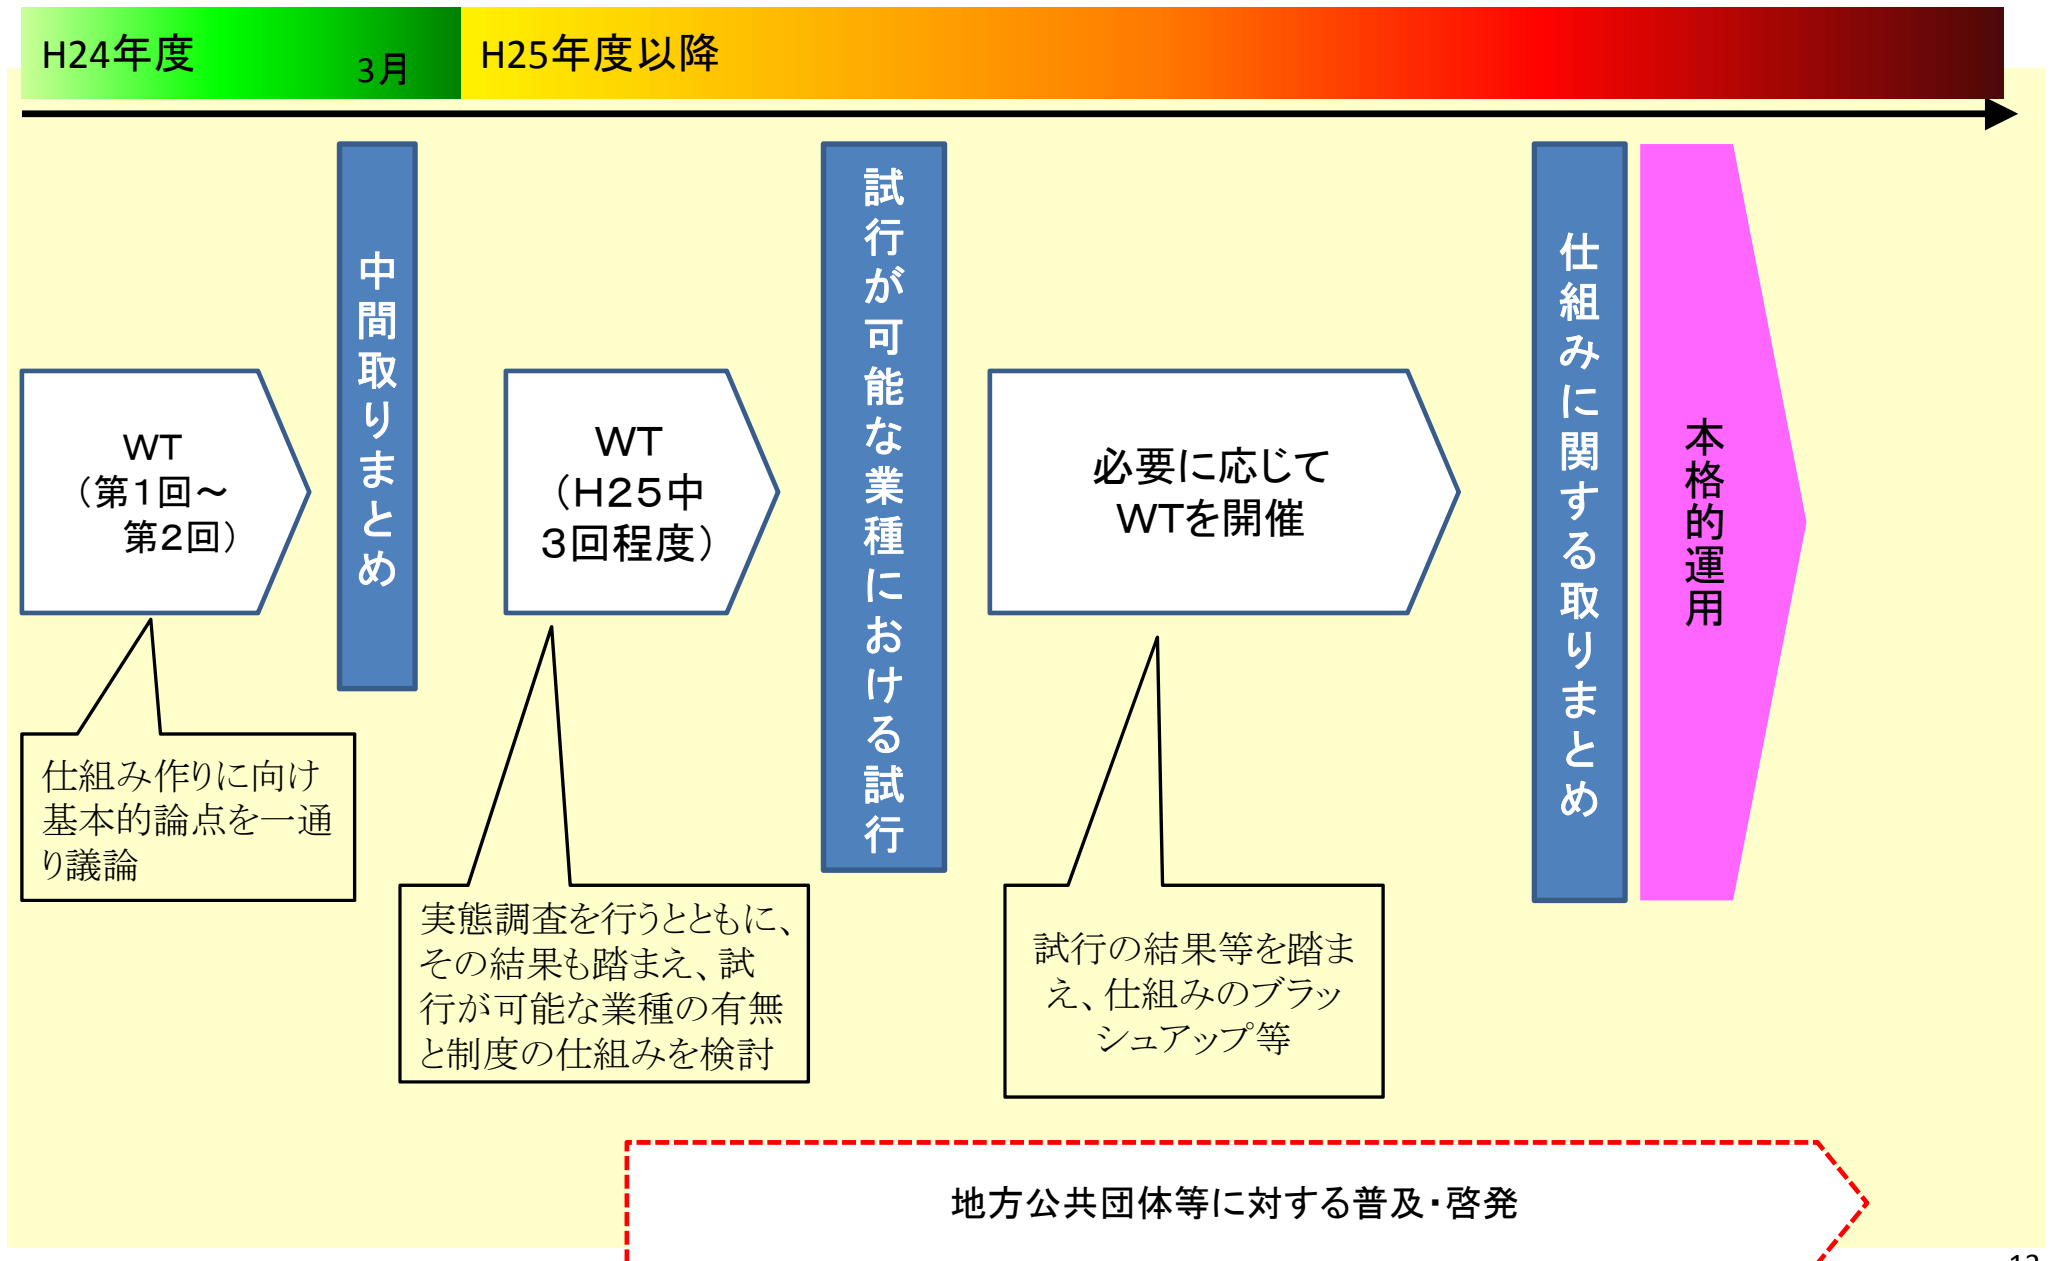 H24年度
3月
H25年度以降
中間取りまとめ
試行が可能な業種における試行
仕組みに関する取りまとめ
本格的運用
WT
（第１回～
第２回）
WT
（H２５中
３回程度）
必要に応じて
WTを開催
仕組み作りに向け
基本的論点を一通
り議論
実態調査を行うとともに、
その結果も踏まえ、試
行が可能な業種の有無
と制度の仕組みを検討
試行の結果等を踏ま
え、仕組みのブラッ
シュアップ等
地方公共団体等に対する普及・啓発